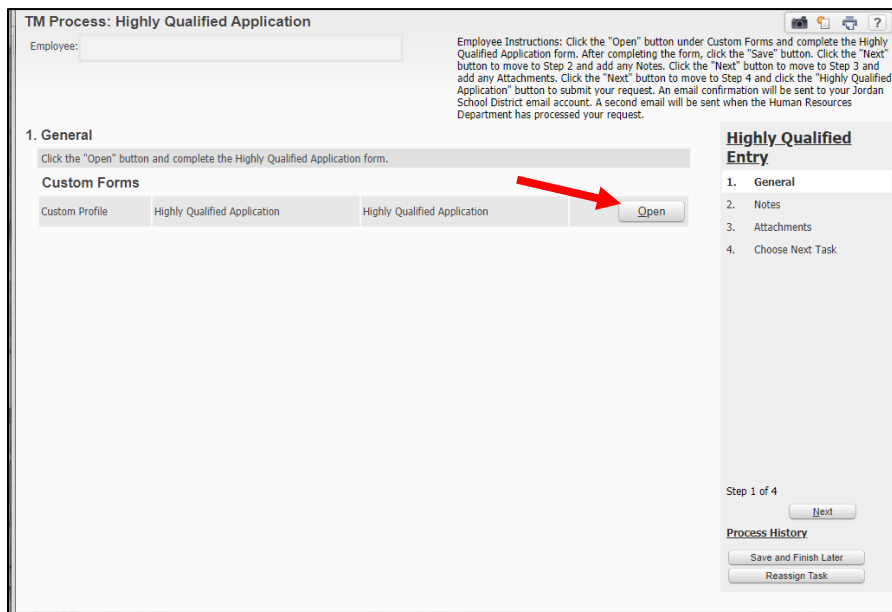 TM Process: Highly Qualified Application
?
Employee:
Employee Instructions: Click the "Open" button under Custom Forms and complete the Highly
Qualified Application form. After completing the form, click the "Save" button. Click the "Next"
button to move to Step 2 and add any Notes. Click the "Next" button to move to Step 3 and
add any Attachments. Click the "Next" button to move to Step 4 and click the "Highly Qualified
Application" button to submit your request. An email confirmation will be sent to your Jordan
School District email account. A second email will be sent when the Human Resources
Department has processed your request.
1. General
Click the "Open" button and complete the Highly Qualified Application form.
Custom Forms
Custom Profile Highly Qualified Application Highly Qualified Application Open
Highly Qualified
Entry
1. General
2. Notes
3. Attachments
4. Choose Next Task
Step 1 of 4
Next
Process History
Save and Finish Later
Reassign Task